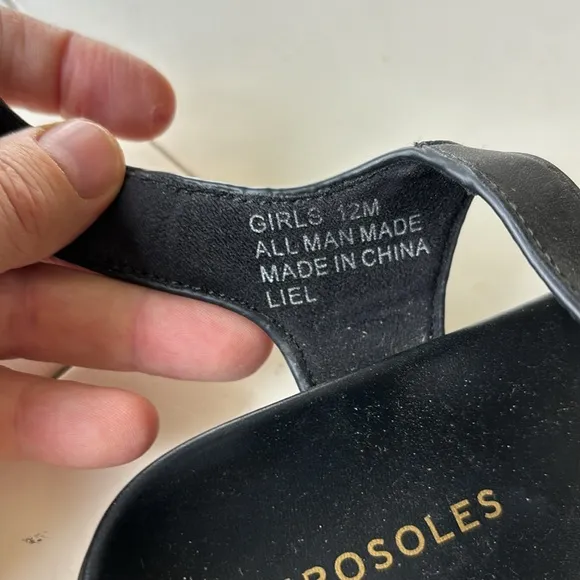 GIRLS 12M
ALL MAN MADE
MADE IN CHINA
LIEL
ROSOLES